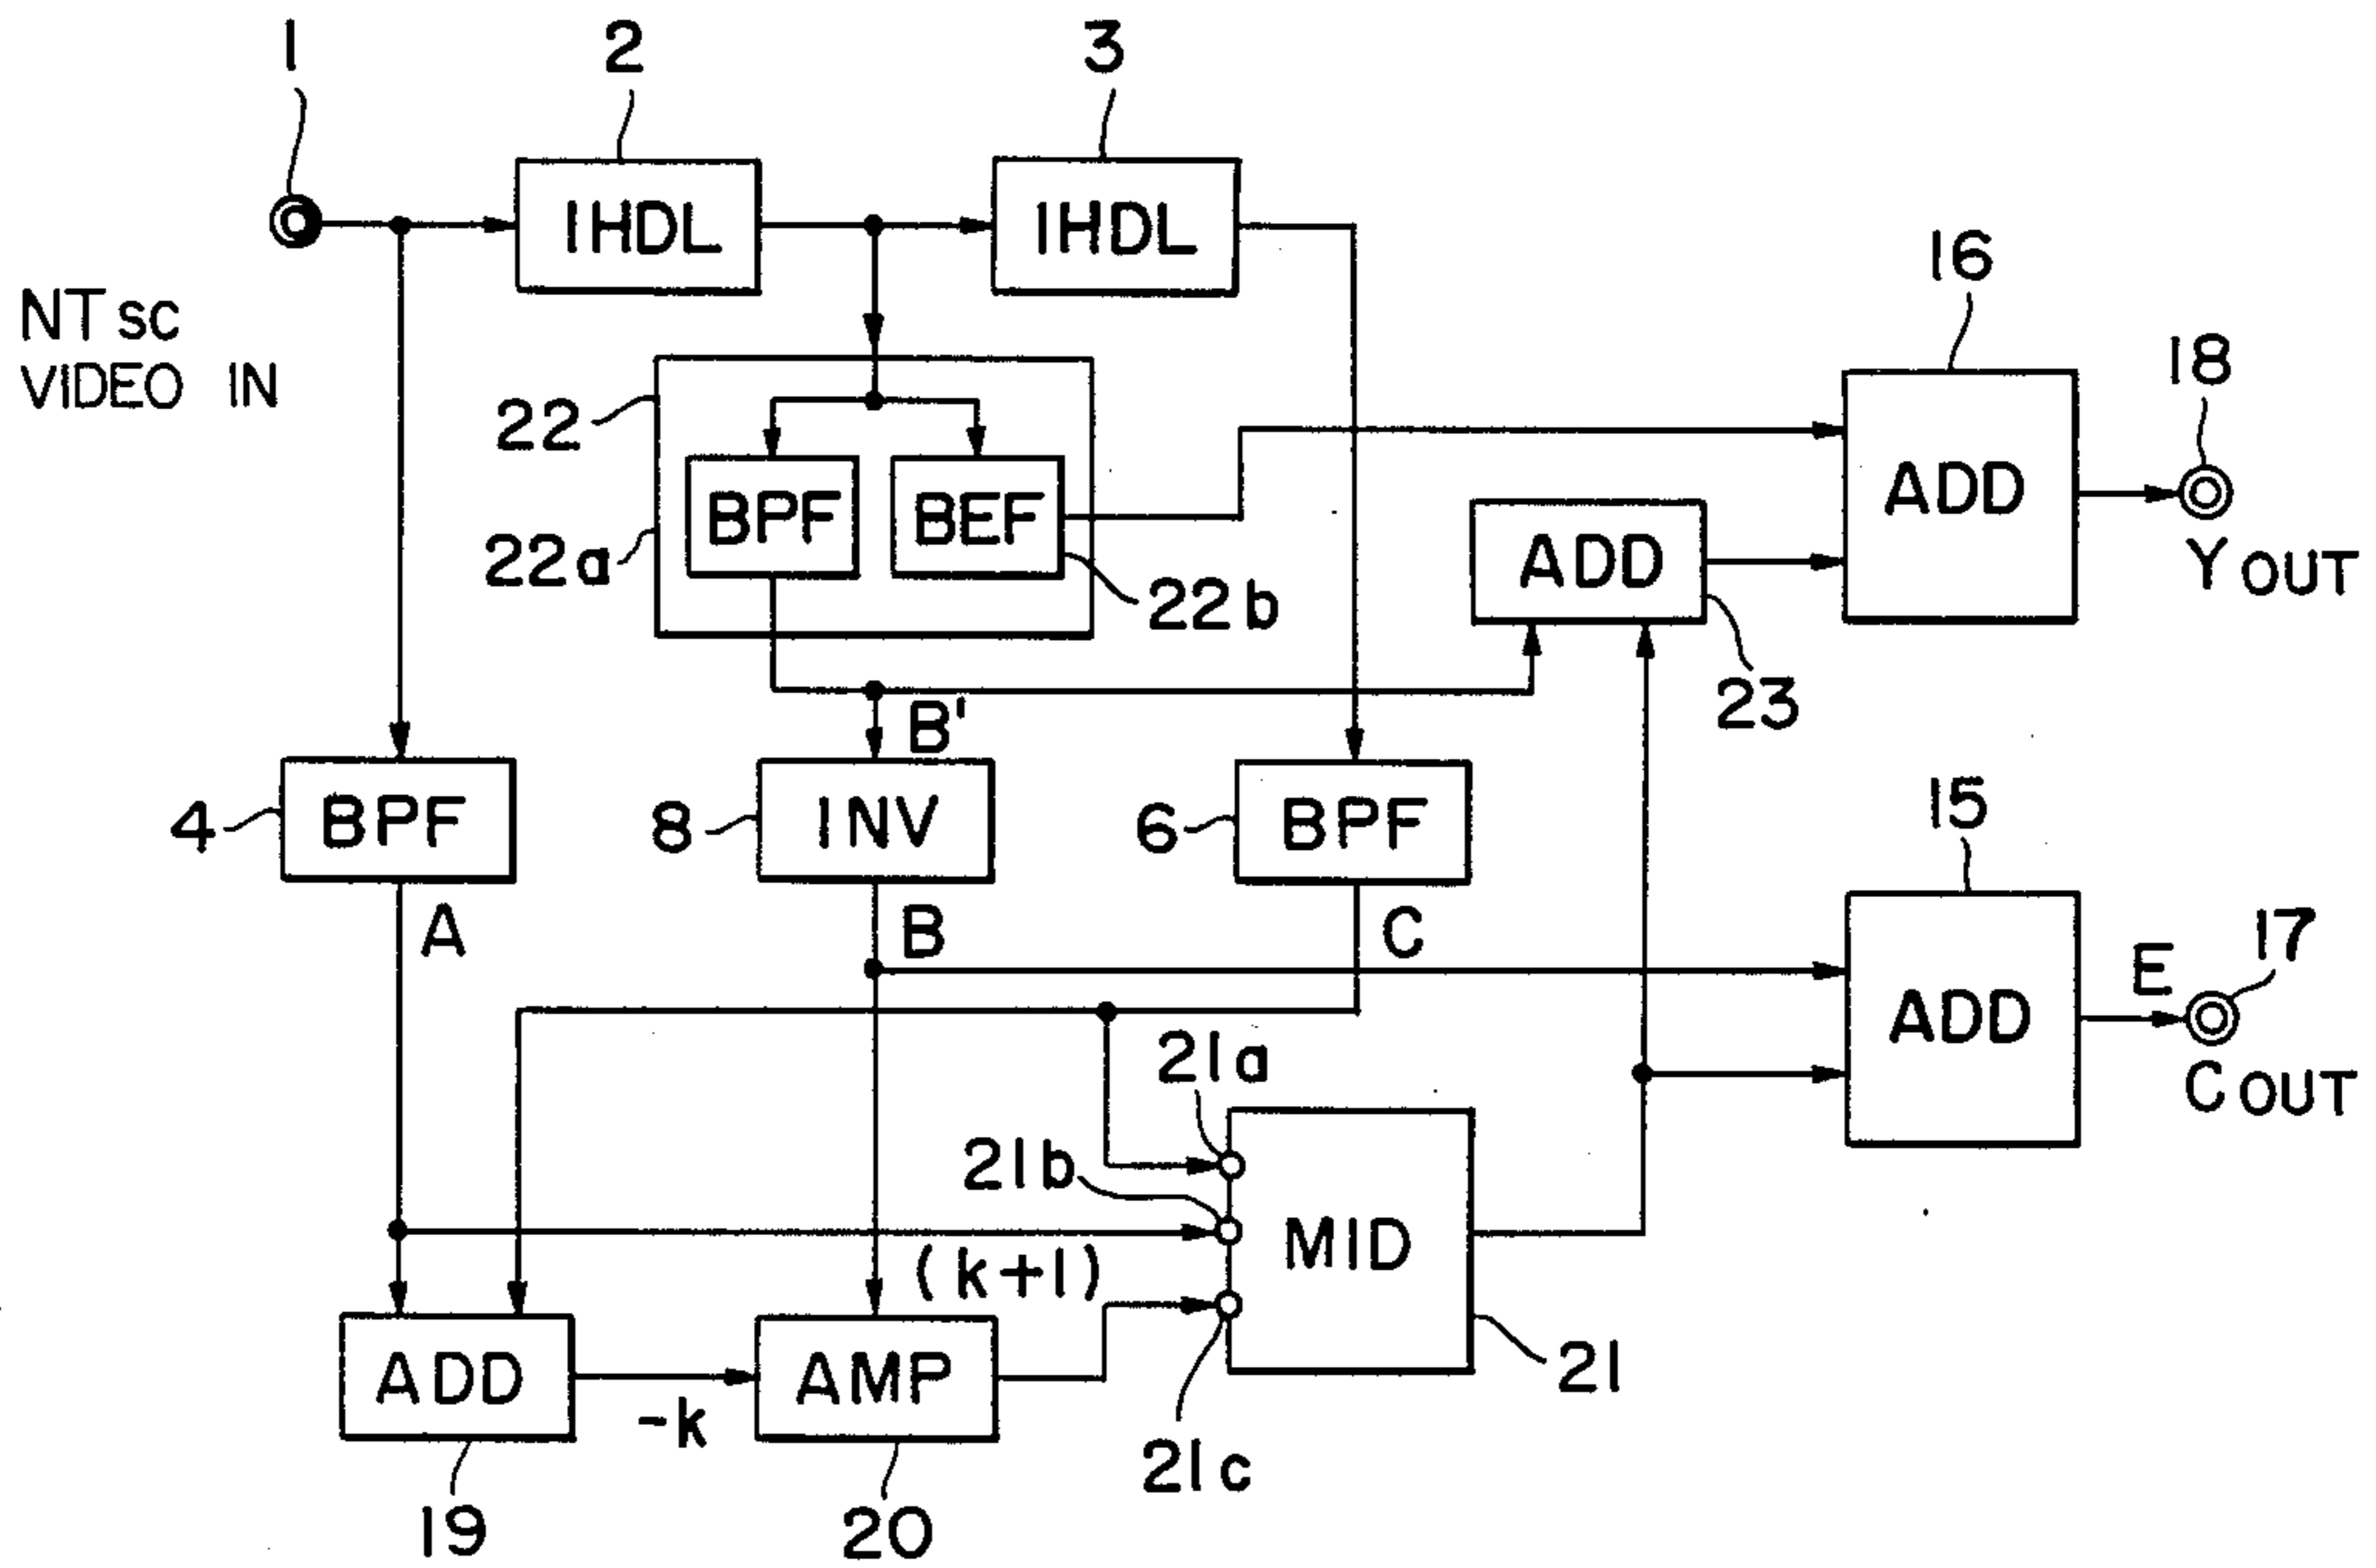 1
2
3
1HDL
1HDL
NTSC
VIDEO IN
16
18
22
BPF
BEF
ADD
ADD
22a
22b
YOUT
23
B'
4
BPF
8
INV
6
BPF
15
A
B
C
ADD
E
17
COUT
21a
21b
MID
(k+1)
ADD
-k
AMP
21
21c
19
20